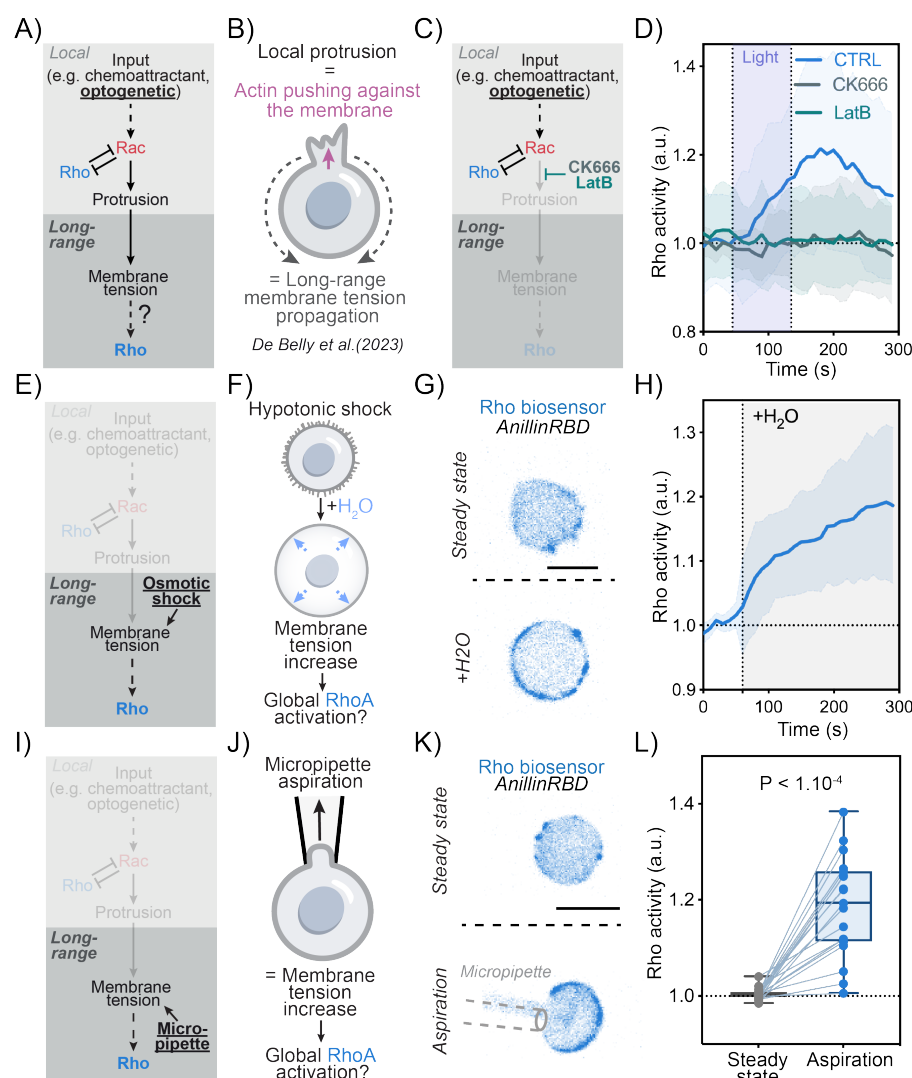 A)
Local
Input
(e.g. chemoattractant,
optogenetic)
Rac
Rho
Protrusion
Long-
range
Membrane
tension
?
Rho
B)
Local protrusion
=
Actin pushing against
the membrane
= Long-range
membrane tension
propagation
De Belly et al.(2023)
C)
Local
Input
(e.g. chemoattractant,
optogenetic)
Rac
Rho
CK666
LatB
Protrusion
Long-
range
Membrane
tension
Rho
D)
Light
CTRL
CK666
LatB
Rho activity (a.u.)
1.4
1.2
1.0
0.8
0
100
200
300
Time (s)
E)
Local
Input
(e.g. chemoattractant,
optogenetic)
Rac
Rho
Protrusion
Long-
range
Osmotic
shock
Membrane
tension
Rho
F)
Hypotonic shock
+H2O
Membrane
tension
increase
Global RhoA
activation?
G)
Rho biosensor
AnillinRBD
Steady state
+H2O
H)
+H2O
Rho activity (a.u.)
1.3
1.2
1.1
1.0
0.9
0
100
200
300
Time (s)
I)
Local
Input
(e.g. chemoattractant,
optogenetic)
Rac
Rho
Protrusion
Long-
range
Membrane
tension
Micro-
pipette
Rho
J)
Micropipette
aspiration
= Membrane
tension
increase
Global RhoA
activation?
K)
Rho biosensor
AnillinRBD
Steady state
Micropipette
Aspiration
L)
P < 1.10-4
Rho activity (a.u.)
1.4
1.2
1.0
Steady
state
Aspiration